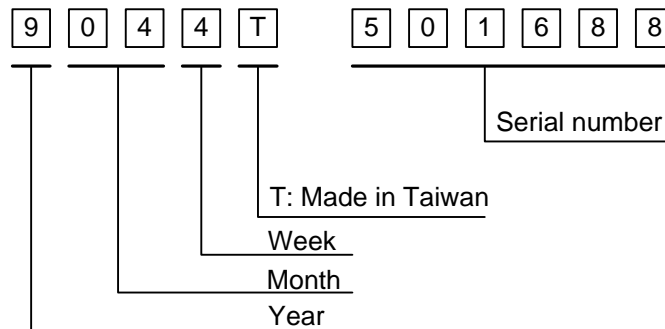 9 0 4 4 T 5 0 1 6 8 8
Serial number
T: Made in Taiwan
Week
Month
Year